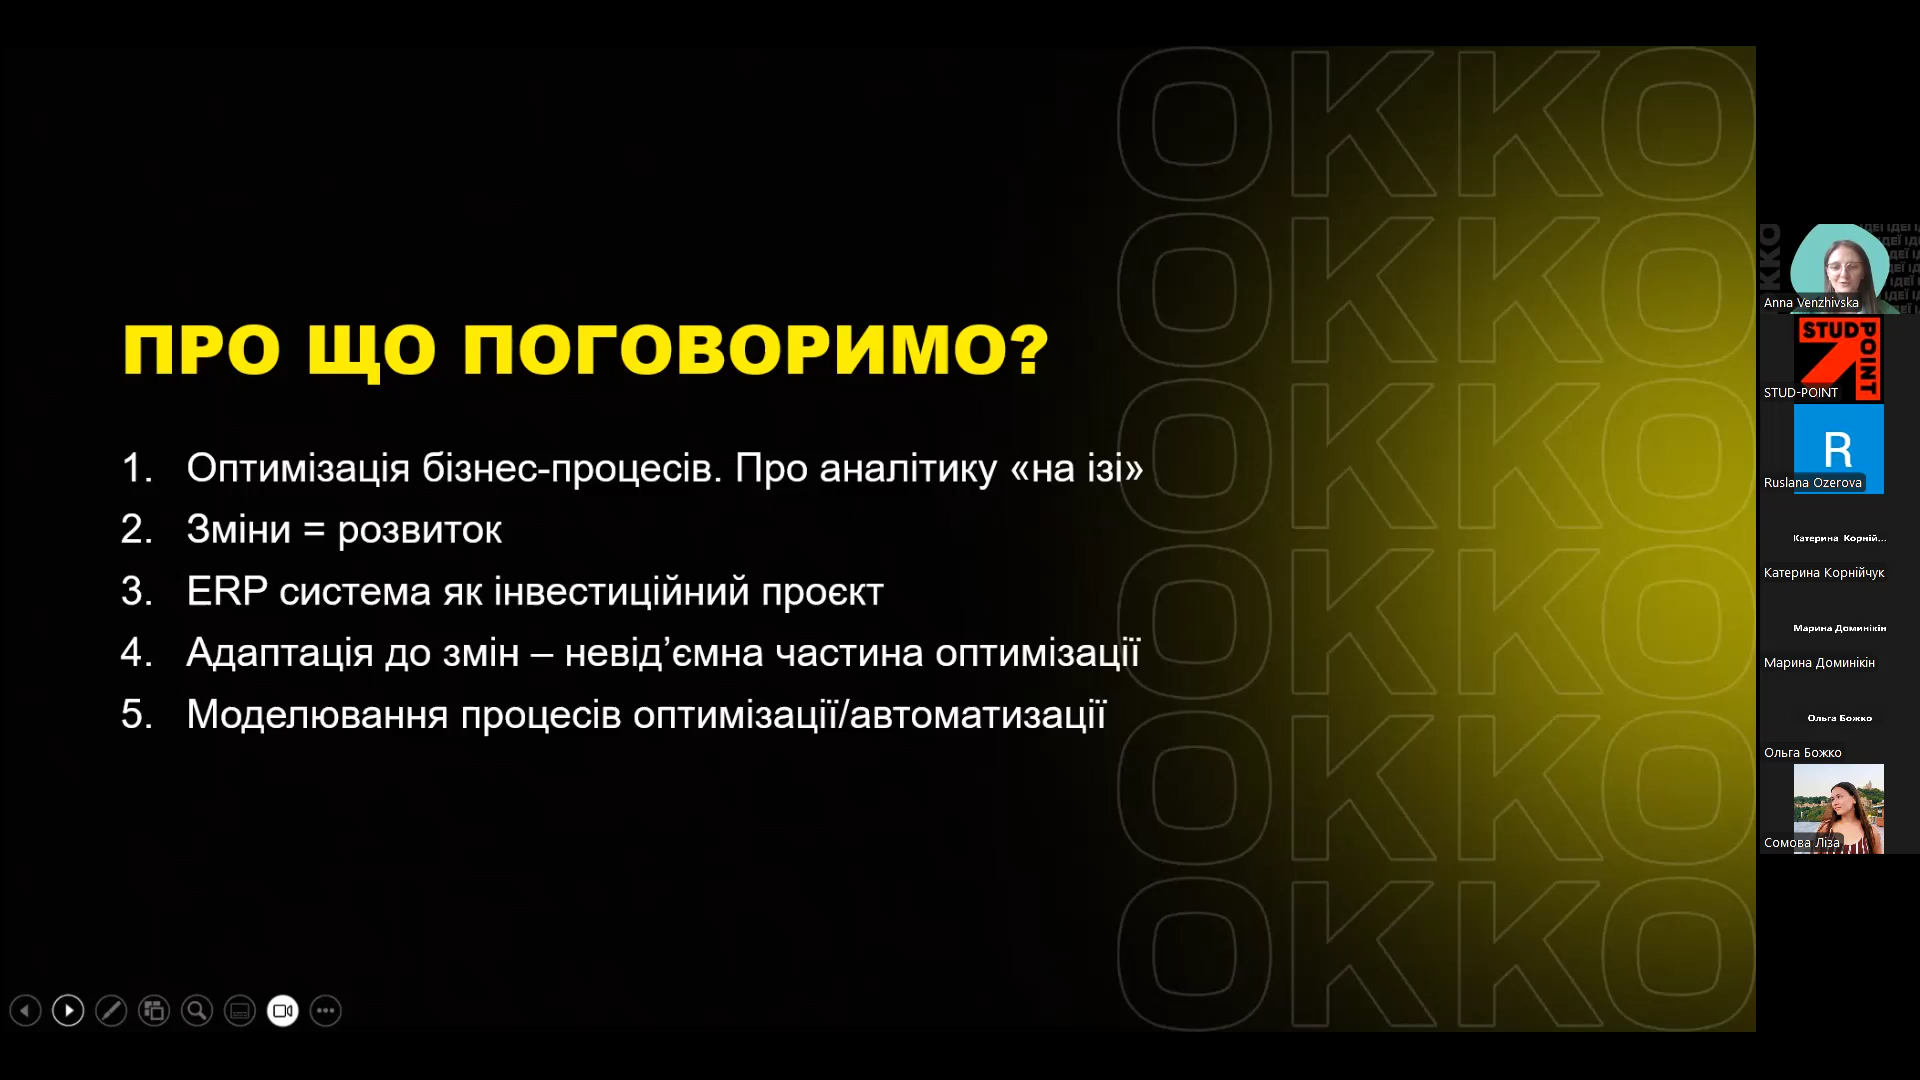 ПРО ЩО ПОГОВОРИМО?
1. Оптимізація бізнес-процесів. Про аналітику «на ізі»
2. Зміни = розвиток
3. ERP система як інвестиційний проєкт
4. Адаптація до змін – невід’ємна частина оптимізації
5. Моделювання процесів оптимізації/автоматизації
OKKO
OKKO
OKKO
OKKO
OKKO
OKKO
Anna Venzhivska
STUD POINT
STUD-POINT
R
Ruslana Ozerova
Катерина Корній...
Катерина Корнійчук
Марина Доминікін
Марина Доминікін
Ольга Божко
Ольга Божко
Сомова Ліза